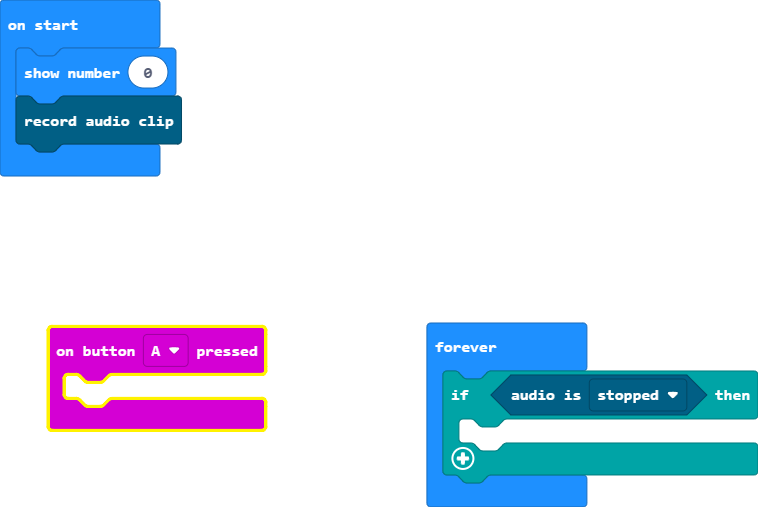 on start
show number 0
record audio clip
on button A pressed
forever
if audio is stopped then